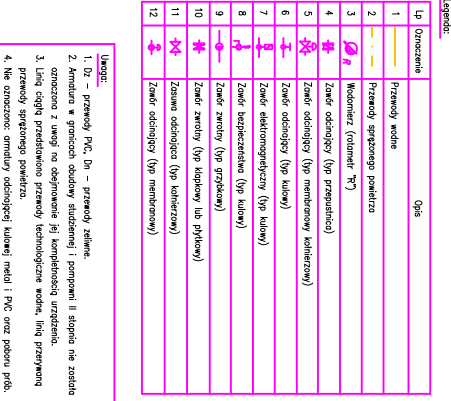 Legenda:
Lp Oznaczenie Opis
1 Przewody wodne
2 Przewody sprężonego powietrza
3 R Wodomierz (rotametr "R")
4 Zawór odcinający (typ przepustnica)
5 Zawór odcinający (typ membranowy kołnierzowy)
6 Zawór odcinający (typ kulowy)
7 Zawór elektromagnetyczny (typ kulowy)
8 Zawór bezpieczeństwa (typ kulowy)
9 Zawór zwrotny (typ grzybkowy)
10 Zawór zwrotny (typ klapkowy lub płytkowy)
11 Zasuwa odcinająca (typ kołnierzowy)
12 Zawór odcinający (typ membranowy)
Uwaga:
1. Dz – przewody PVC, Dn – przewody żeliwne.
2. Armatura w granicach obudowy studziennej i pompowni II stopnia nie została
oznaczona z uwagi na obejmowanie jej kompletnością urządzenia.
3. Linią ciągłą przedstawiono przewody technologiczne wodne, linią przerywaną
przewody sprężonego powietrza.
4. Nie oznaczono: armatury odcinającej kulowej metal i PVC oraz poboru prób.